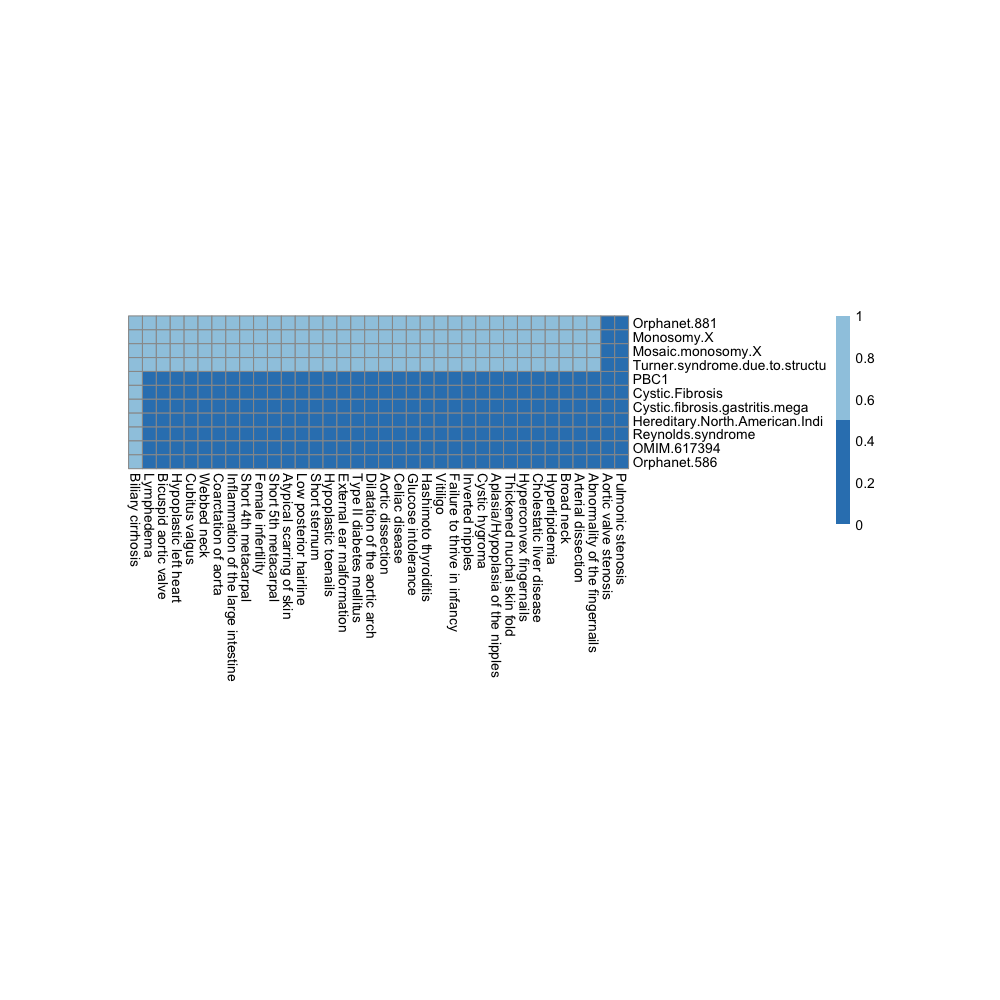 Orphanet.881
Monosomy.X
Mosaic.monosomy.X
Turner.syndrome.due.to.structu
PBC1
Cystic.Fibrosis
Cystic.fibrosis.gastritis.mega
Hereditary.North.American.Indi
Reynolds.syndrome
OMIM.617394
Orphanet.586
1
0.8
0.6
0.4
0.2
0
Biliary cirrhosis
Lymphedema
Bicuspid aortic valve
Hypoplastic left heart
Cubitus valgus
Webbed neck
Coarctation of aorta
Inflammation of the large intestine
Short 4th metacarpal
Female infertility
Short 5th metacarpal
Atypical scarring of skin
Low posterior hairline
Short sternum
Hypoplastic toenails
External ear malformation
Type II diabetes mellitus
Dilatation of the aortic arch
Aortic dissection
Celiac disease
Glucose intolerance
Hashimoto thyroiditis
Vitiligo
Failure to thrive in infancy
Inverted nipples
Cystic hygroma
Aplasia/Hypoplasia of the nipples
Thickened nuchal skin fold
Hyperconvex fingernails
Cholestatic liver disease
Hyperlipidemia
Broad neck
Arterial dissection
Abnormality of the fingernails
Aortic valve stenosis
Pulmonic stenosis